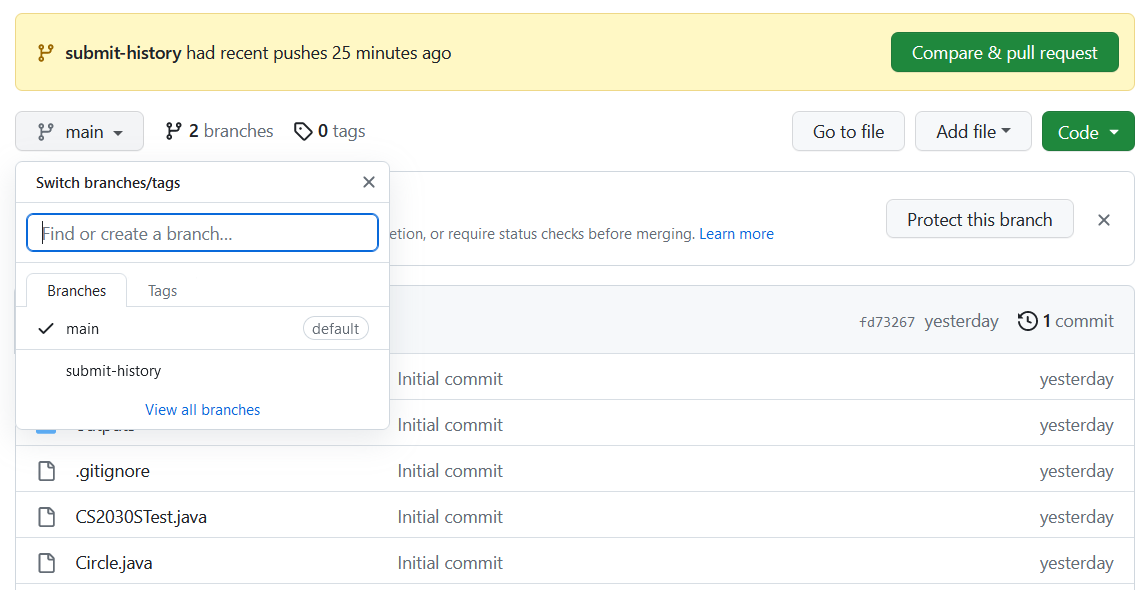 submit-history had recent pushes 25 minutes ago Compare & pull request
main 2 branches 0 tags Go to file Add file Code
Switch branches/tags
Protect this branch
Find or create a branch... etion, or require status checks before merging. Learn more
Branches Tags
main default fd73267 yesterday 1 commit
submit-history
Initial commit yesterday
View all branches
Initial commit yesterday
.gitignore Initial commit yesterday
CS2030STest.java Initial commit yesterday
Circle.java Initial commit yesterday